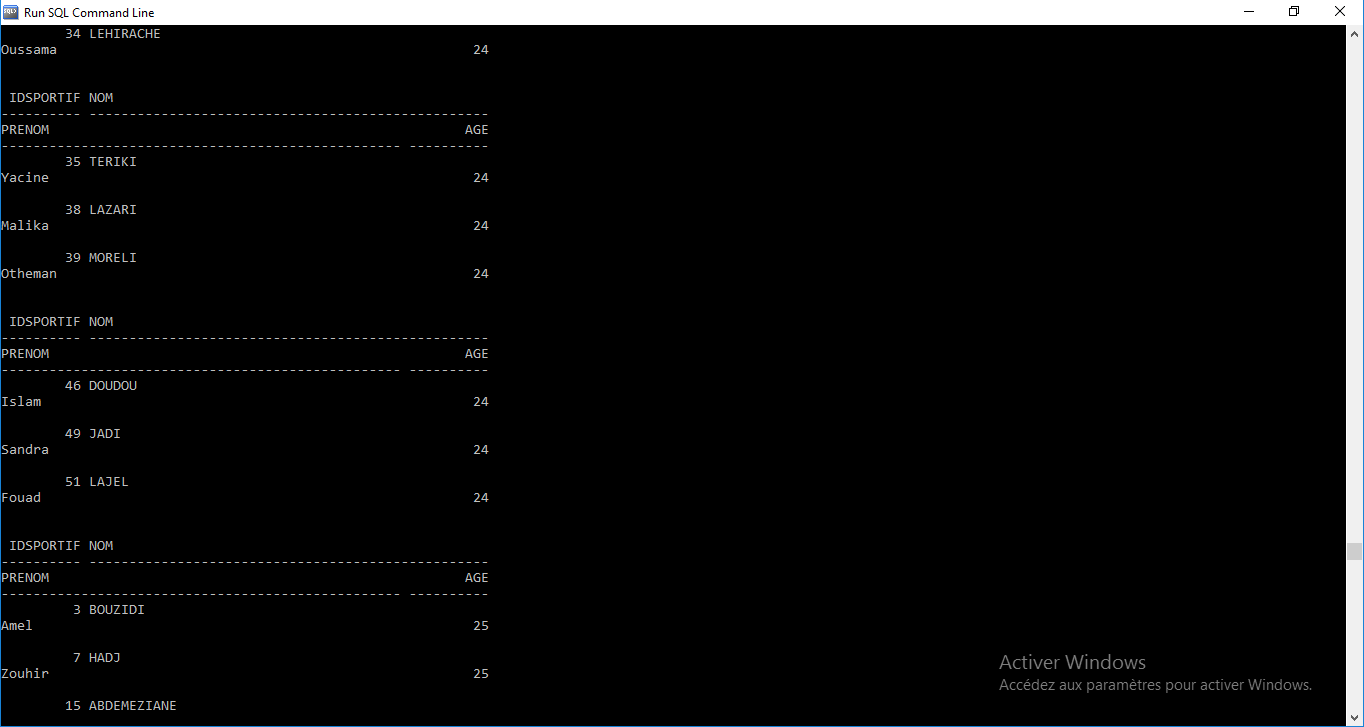 Run SQL Command Line
34 LEHIRACHE
Oussama 24
IDSPORTIF NOM
---------- --------------------------------------------------
PRENOM AGE
-------------------------------------------------- ----------
35 TERIKI
Yacine 24
38 LAZARI
Malika 24
39 MORELI
Otheman 24
IDSPORTIF NOM
---------- --------------------------------------------------
PRENOM AGE
-------------------------------------------------- ----------
46 DOUDOU
Islam 24
49 JADI
Sandra 24
51 LAJEL
Fouad 24
IDSPORTIF NOM
---------- --------------------------------------------------
PRENOM AGE
-------------------------------------------------- ----------
3 BOUZIDI
Amel 25
7 HADJ
Zouhir 25
15 ABDEMEZIANE
Activer Windows
Accédez aux paramètres pour activer Windows.